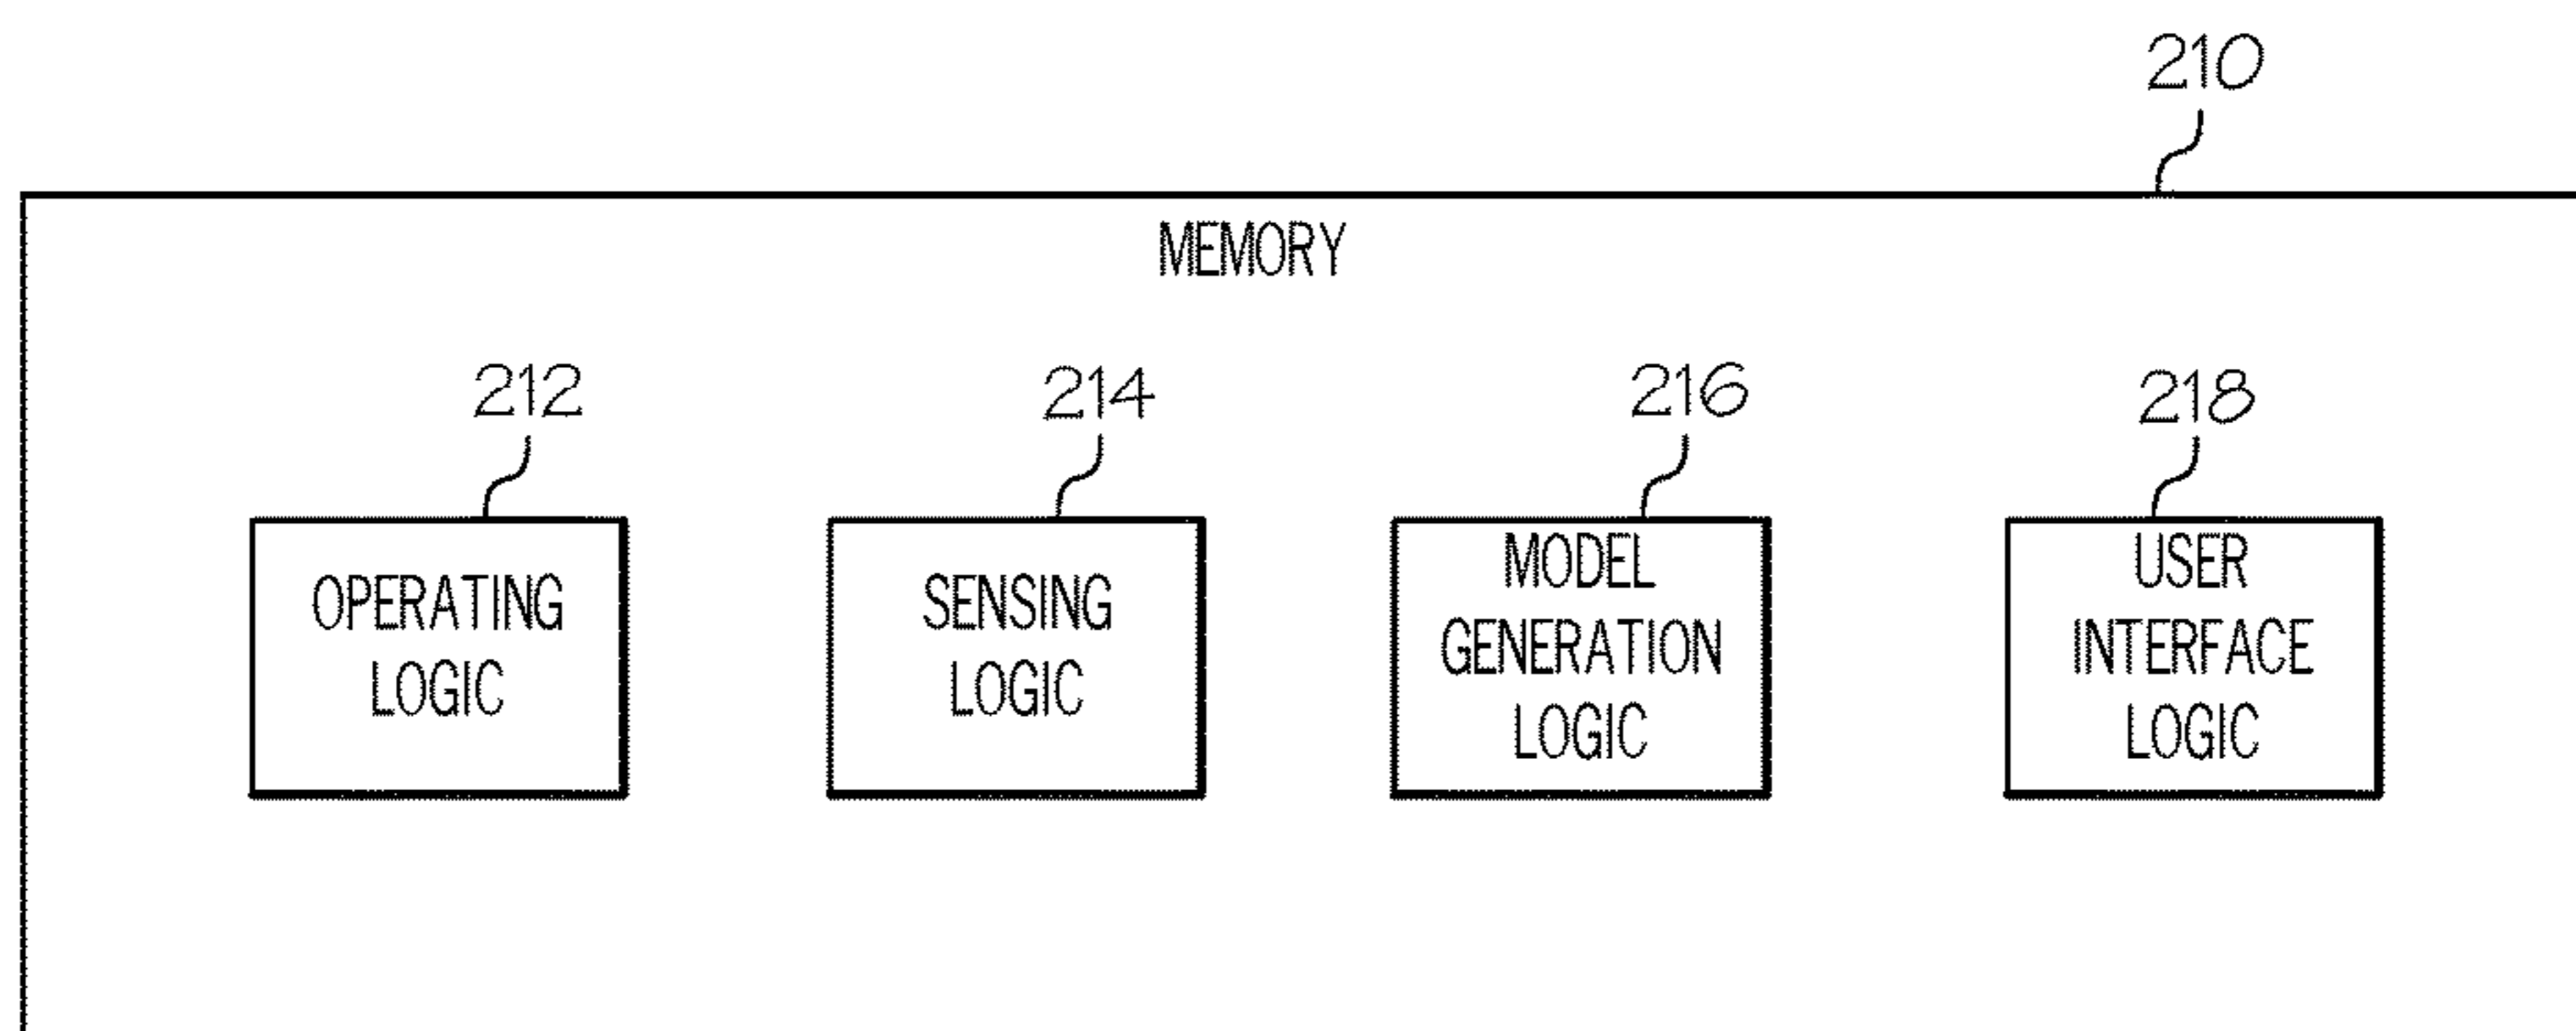 210
MEMORY
212
OPERATING
LOGIC
214
SENSING
LOGIC
216
MODEL
GENERATION
LOGIC
218
USER
INTERFACE
LOGIC